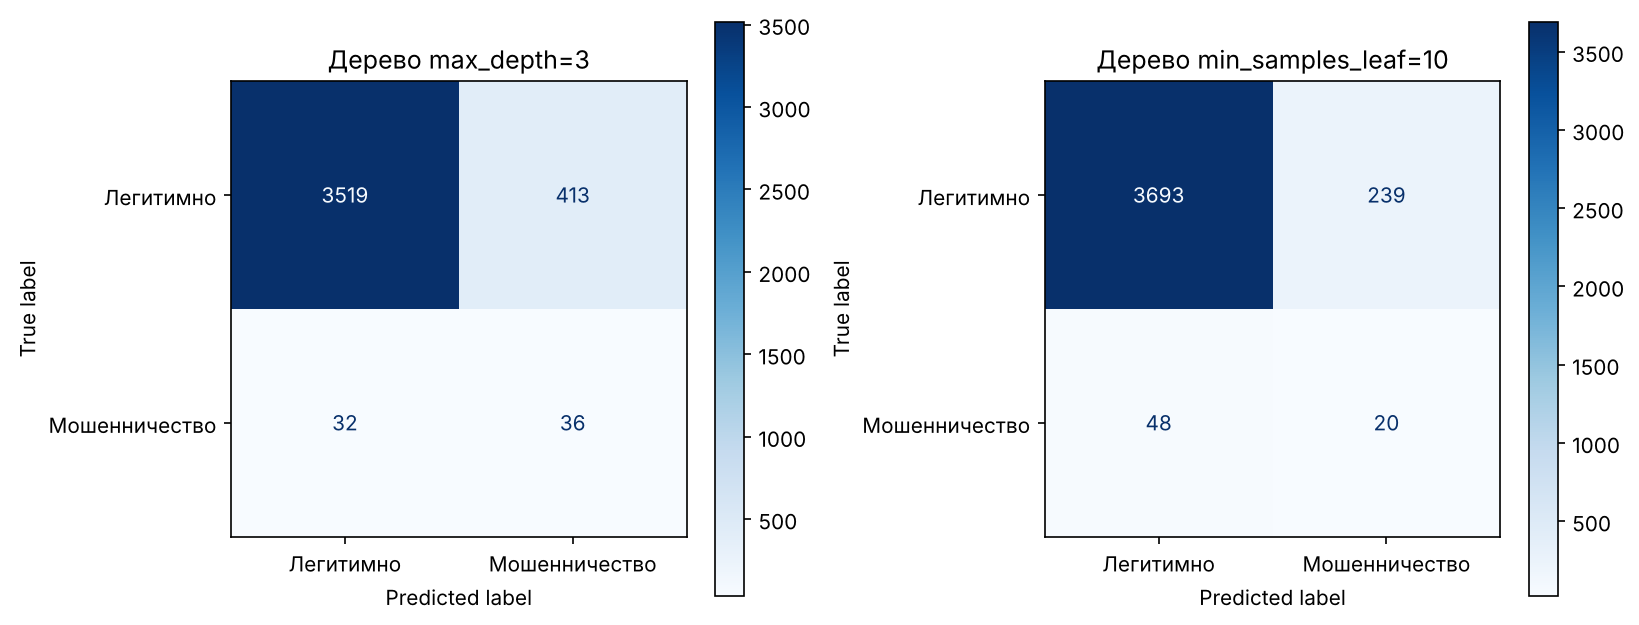 Дерево max_depth=3
True label
Легитимно
Мошенничество
3519
413
32
36
Легитимно
Мошенничество
Predicted label
3500
3000
2500
2000
1500
1000
500
Дерево min_samples_leaf=10
True label
Легитимно
Мошенничество
3693
239
48
20
Легитимно
Мошенничество
Predicted label
3500
3000
2500
2000
1500
1000
500